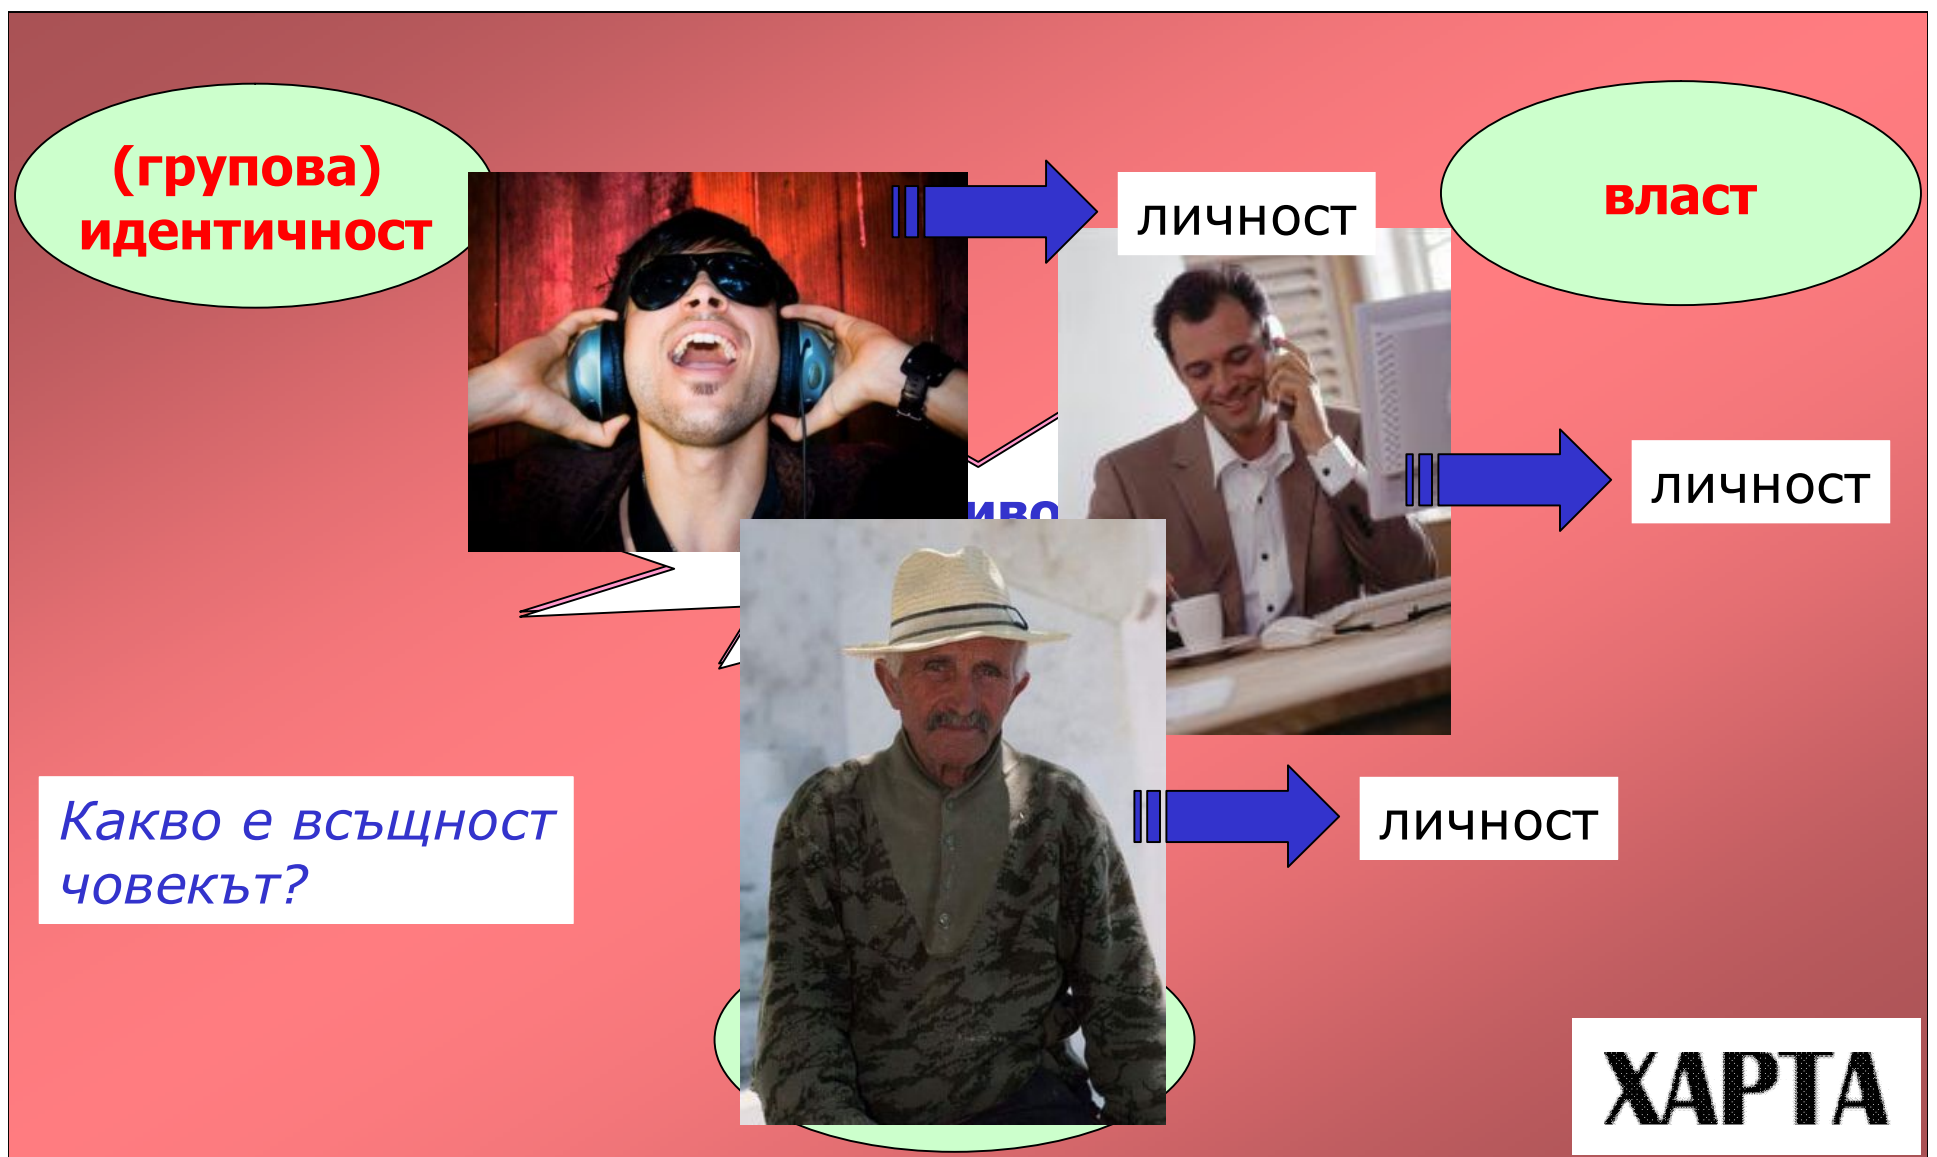 (групова)
идентичност
власт
личност
личност
личност
Какво е всъщност
човекът?
ХАРТА